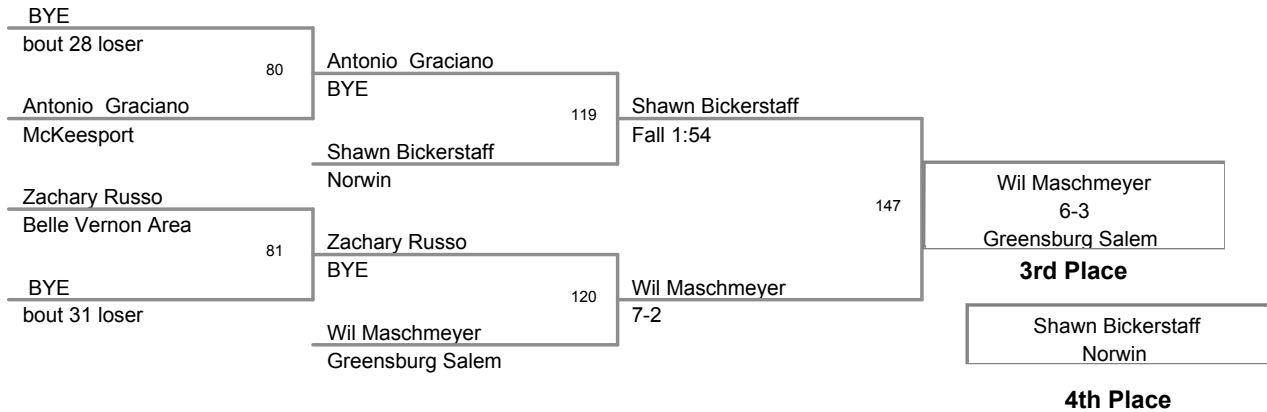 BYE
bout 28 loser
80
Antonio Graciano
McKeesport
Zachary Russo
Belle Vernon Area
81
BYE
bout 31 loser
Antonio Graciano
BYE
119
Shawn Bickerstaff
Norwin
Zachary Russo
BYE
120
Wil Maschmeyer
Greensburg Salem
Shawn Bickerstaff
Fall 1:54
147
Wil Maschmeyer
7-2
Wil Maschmeyer
6-3
Greensburg Salem
3rd Place
Shawn Bickerstaff
Norwin
4th Place